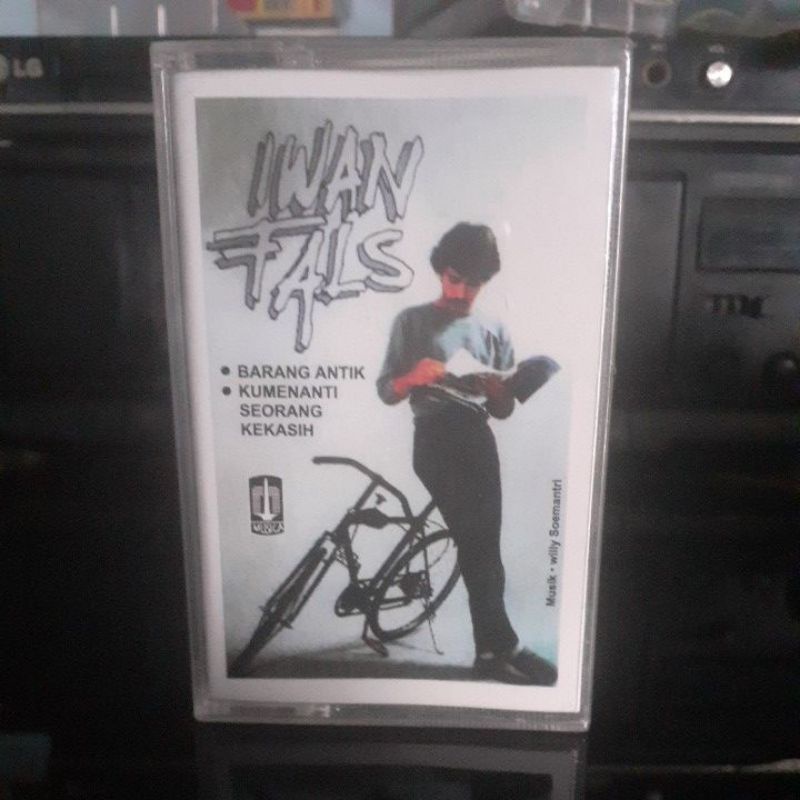 LG
IWAN
FALS
• BARANG ANTIK
• KUMENANTI
SEORANG
KEKASIH
MUSICA
Musik • willy Soemantri